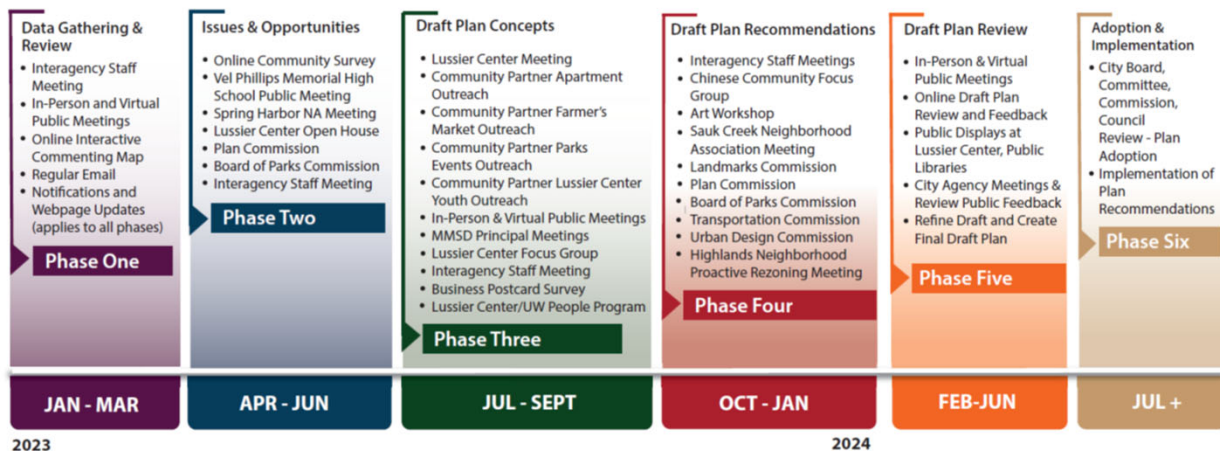 Data Gathering &
Review
• Interagency Staff
Meeting
• In-Person and Virtual
Public Meetings
• Online Interactive
Commenting Map
• Regular Email
• Notifications and
Webpage Updates
(applies to all phases)
Phase One
JAN - MAR
2023
Issues & Opportunities
• Online Community Survey
• Vel Phillips Memorial High
School Public Meeting
• Spring Harbor NA Meeting
• Lussier Center Open House
• Plan Commission
• Board of Parks Commission
• Interagency Staff Meeting
Phase Two
APR - JUN
Draft Plan Concepts
• Lussier Center Meeting
• Community Partner Apartment
Outreach
• Community Partner Farmer's
Market Outreach
• Community Partner Parks
Events Outreach
• Community Partner Lussier Center
Youth Outreach
• In-Person & Virtual Public Meetings
• MMSD Principal Meetings
• Lussier Center Focus Group
• Interagency Staff Meeting
• Business Postcard Survey
• Lussier Center/UW People Program
Phase Three
JUL - SEPT
Draft Plan Recommendations
• Interagency Staff Meetings
• Chinese Community Focus
Group
• Art Workshop
• Sauk Creek Neighborhood
Association Meeting
• Landmarks Commission
• Plan Commission
• Board of Parks Commission
• Transportation Commission
• Urban Design Commission
• Highlands Neighborhood
Proactive Rezoning Meeting
Phase Four
OCT - JAN
2024
Draft Plan Review
• In-Person & Virtual
Public Meetings
• Online Draft Plan
Review and Feedback
• Public Displays at
Lussier Center, Public
Libraries
• City Agency Meetings &
Review Public Feedback
• Refine Draft and Create
Final Draft Plan
Phase Five
FEB-JUN
Adoption &
Implementation
• City Board,
Committee,
Commission,
Council
Review - Plan
Adoption
• Implementation of
Plan
Recommendations
Phase Six
JUL +